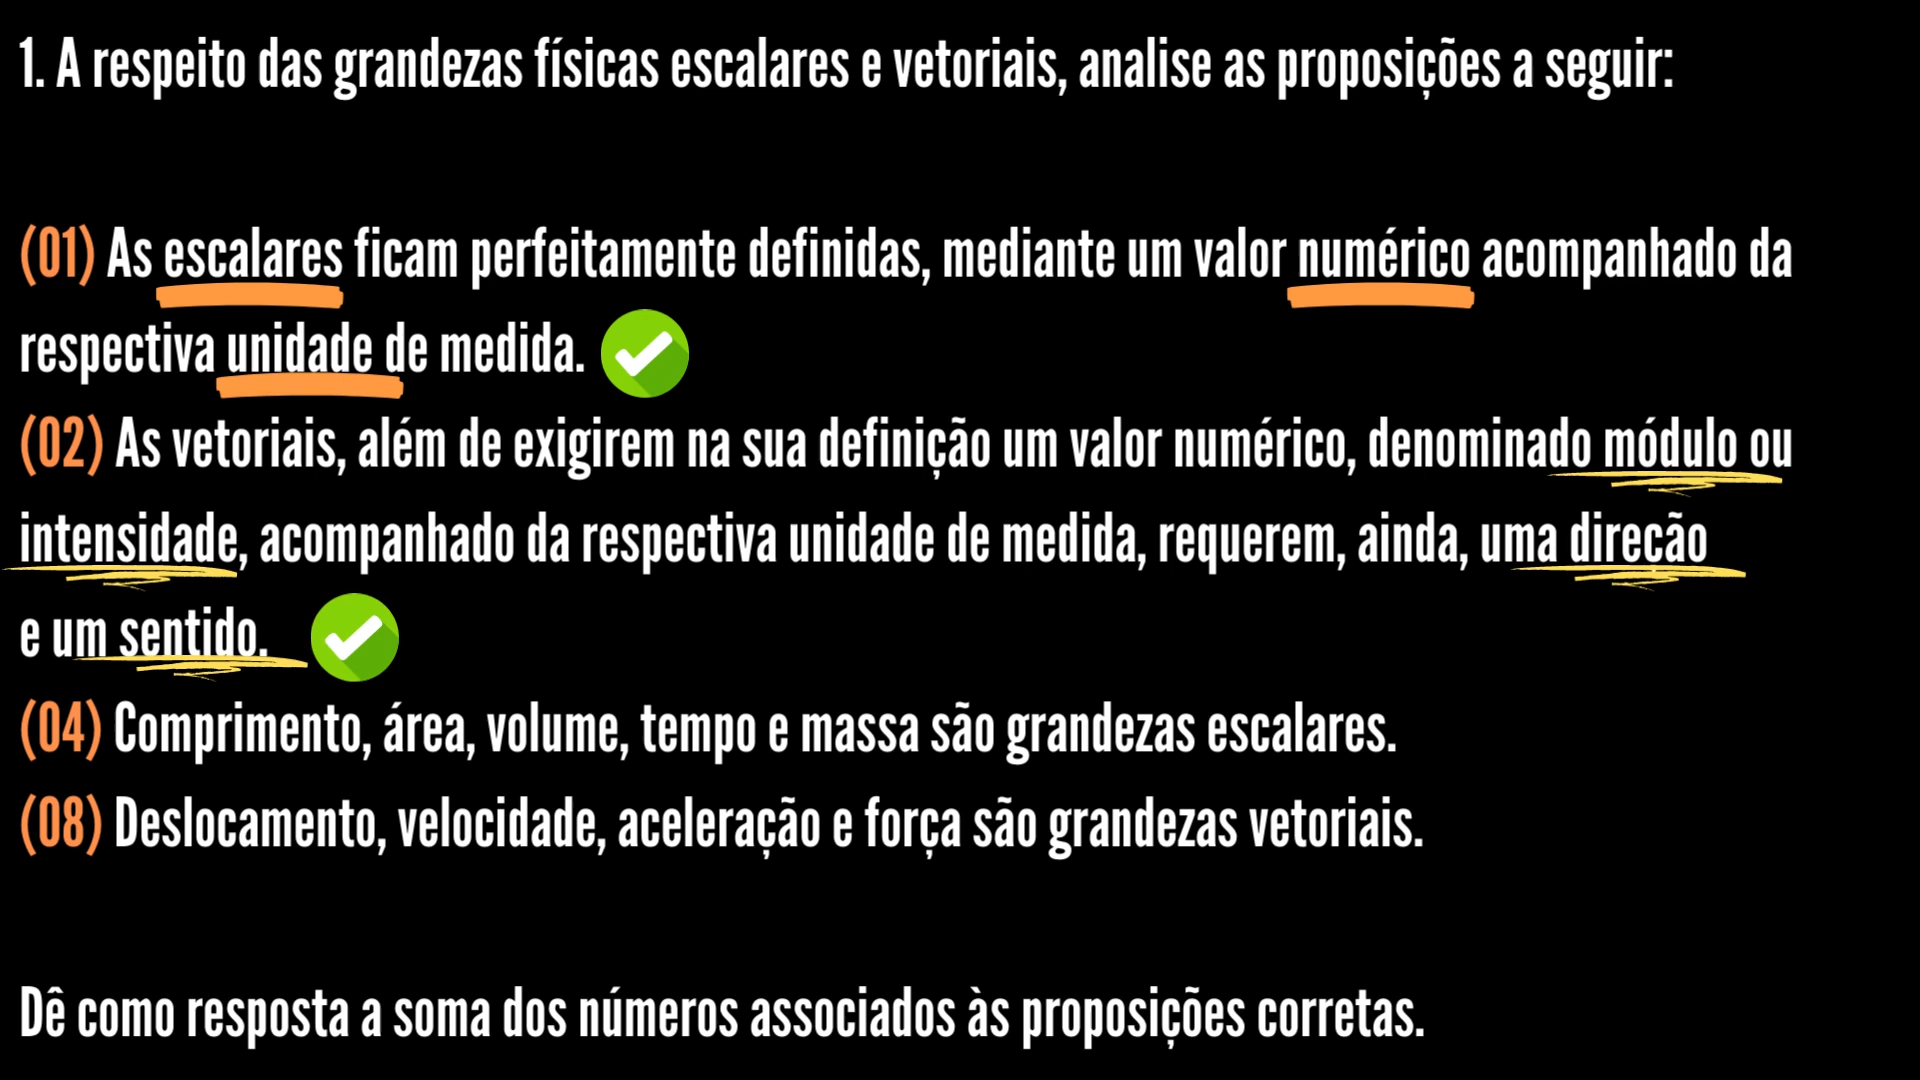 1. A respeito das grandezas físicas escalares e vetoriais, analise as proposições a seguir:
(01) As escalares ficam perfeitamente definidas, mediante um valor numérico acompanhado da
respectiva unidade de medida.
(02) As vetoriais, além de exigirem na sua definição um valor numérico, denominado módulo ou
intensidade, acompanhado da respectiva unidade de medida, requerem, ainda, uma direção
e um sentido.
(04) Comprimento, área, volume, tempo e massa são grandezas escalares.
(08) Deslocamento, velocidade, aceleração e força são grandezas vetoriais.
Dê como resposta a soma dos números associados às proposições corretas.